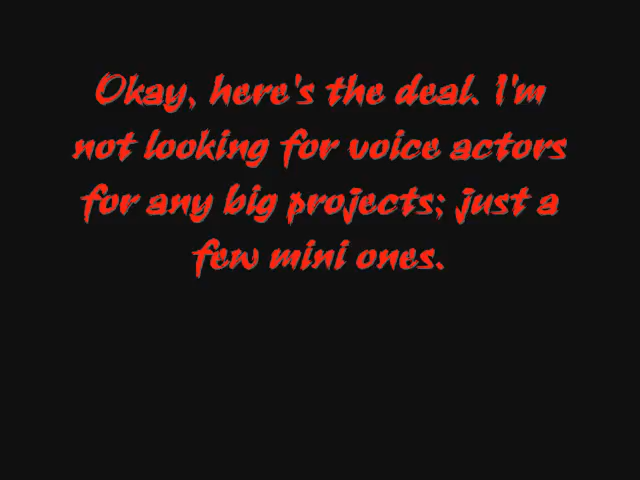 Okay, here's the deal. I'm
not looking for voice actors
for any big projects; just a
few mini ones.